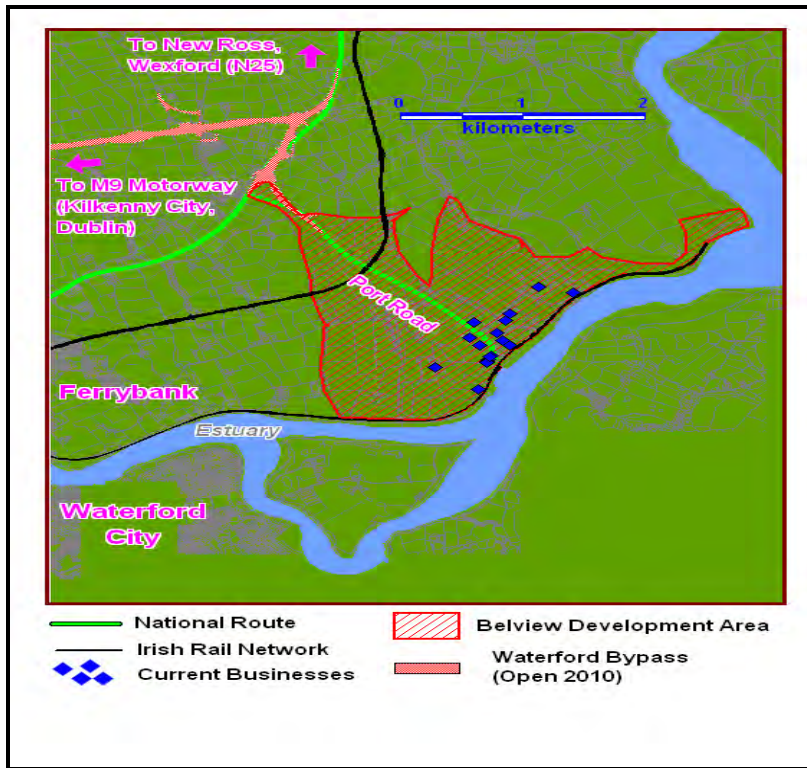 To New Ross,
Wexford (N25)
0 1 2
kilometers
To M9 Motorway
(Kilkenny City,
Dublin)
Port Road
Ferrybank
Estuary
Waterford
City
National Route
Irish Rail Network
Current Businesses
Belview Development Area
Waterford Bypass
(Open 2010)